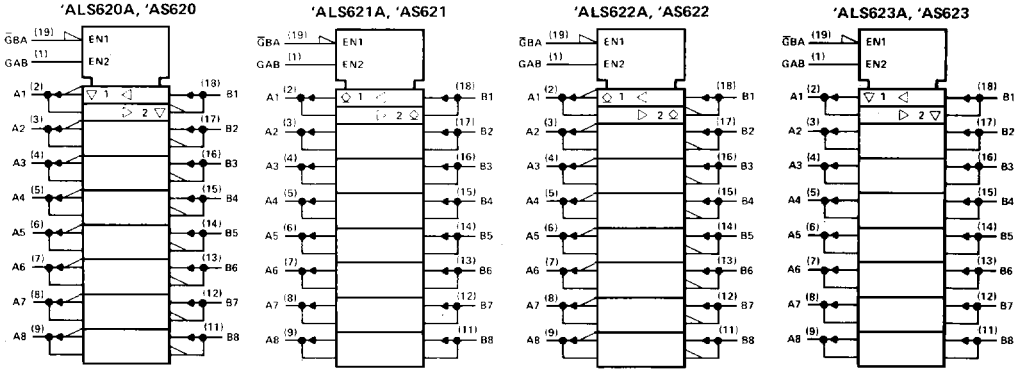 'ALS620A, 'AS620
G̅BA (19) EN1
GAB (1) EN2
A1 (2) ▽ 1 ◁ (18) B1
▷ 2 ▽
A2 (3) (17) B2
A3 (4) (16) B3
A4 (5) (15) B4
A5 (6) (14) B5
A6 (7) (13) B6
A7 (8) (12) B7
A8 (9) (11) B8
'ALS621A, 'AS621
G̅BA (19) EN1
GAB (1) EN2
A1 (2) ◇ 1 ◁ (18) B1
▷ 2 ◇
A2 (3) (17) B2
A3 (4) (16) B3
A4 (5) (15) B4
A5 (6) (14) B5
A6 (7) (13) B6
A7 (8) (12) B7
A8 (9) (11) B8
'ALS622A, 'AS622
G̅BA (19) EN1
GAB (1) EN2
A1 (2) ◇ 1 ◁ (18) B1
▷ 2 ◇
A2 (3) (17) B2
A3 (4) (16) B3
A4 (5) (15) B4
A5 (6) (14) B5
A6 (7) (13) B6
A7 (8) (12) B7
A8 (9) (11) B8
'ALS623A, 'AS623
G̅BA (19) EN1
GAB (1) EN2
A1 (2) ▽ 1 ◁ (18) B1
▷ 2 ▽
A2 (3) (17) B2
A3 (4) (16) B3
A4 (5) (15) B4
A5 (6) (14) B5
A6 (7) (13) B6
A7 (8) (12) B7
A8 (9) (11) B8